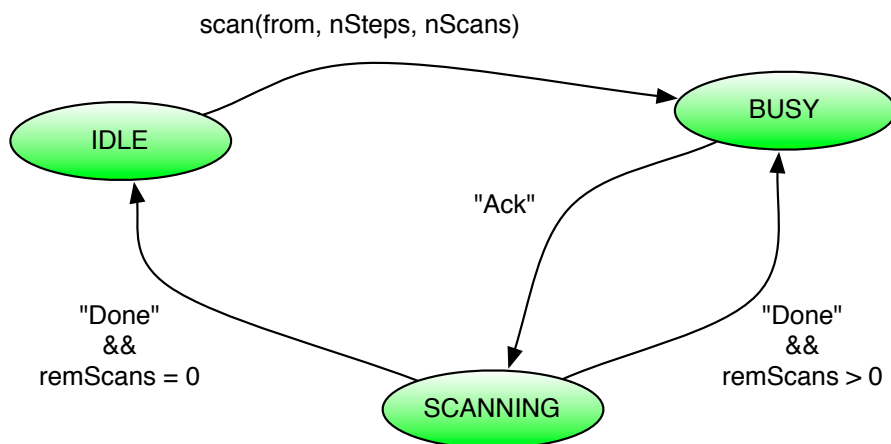 scan(from, nSteps, nScans)
IDLE
BUSY
"Ack"
"Done"
&&
remScans = 0
"Done"
&&
remScans > 0
SCANNING